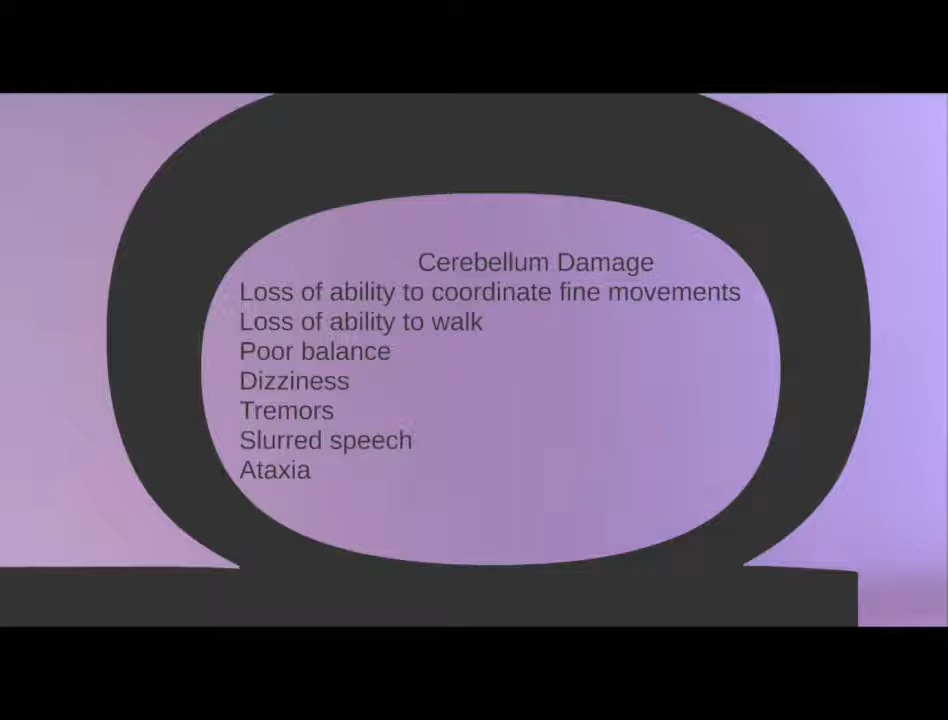 Cerebellum Damage
Loss of ability to coordinate fine movements
Loss of ability to walk
Poor balance
Dizziness
Tremors
Slurred speech
Ataxia